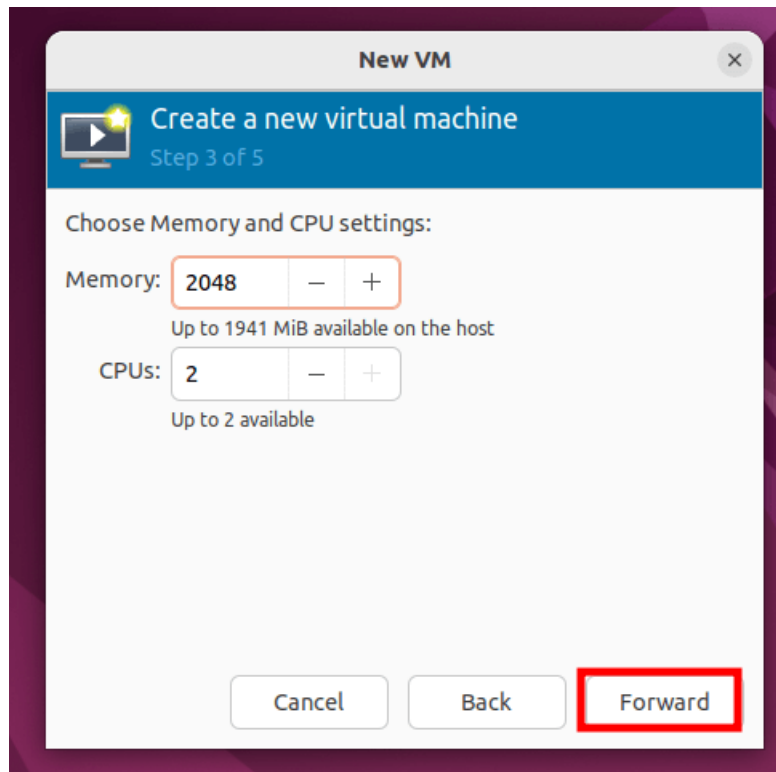 New VM
Create a new virtual machine
Step 3 of 5
Choose Memory and CPU settings:
Memory: 2048 − +
Up to 1941 MiB available on the host
CPUs: 2 − +
Up to 2 available
Cancel Back Forward